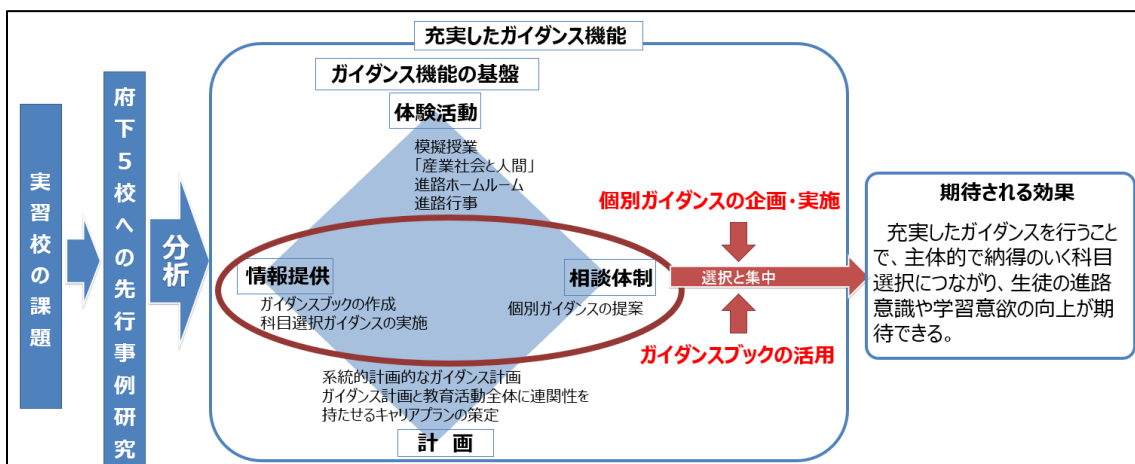 実習校の課題
府下5校への先行事例研究
分析
充実したガイダンス機能
ガイダンス機能の基盤
体験活動
模擬授業
「産業社会と人間」
進路ホームルーム
進路行事
情報提供
ガイダンスブックの作成
科目選択ガイダンスの実施
相談体制
個別ガイダンスの提案
系統的計画的なガイダンス計画
ガイダンス計画と教育活動全体に連関性を
持たせるキャリアプランの策定
計 画
個別ガイダンスの企画・実施
選択と集中
ガイダンスブックの活用
期待される効果
充実したガイダンスを行うこと
で、主体的で納得のいく科目
選択につながり、生徒の進路
意識や学習意欲の向上が期
待できる。